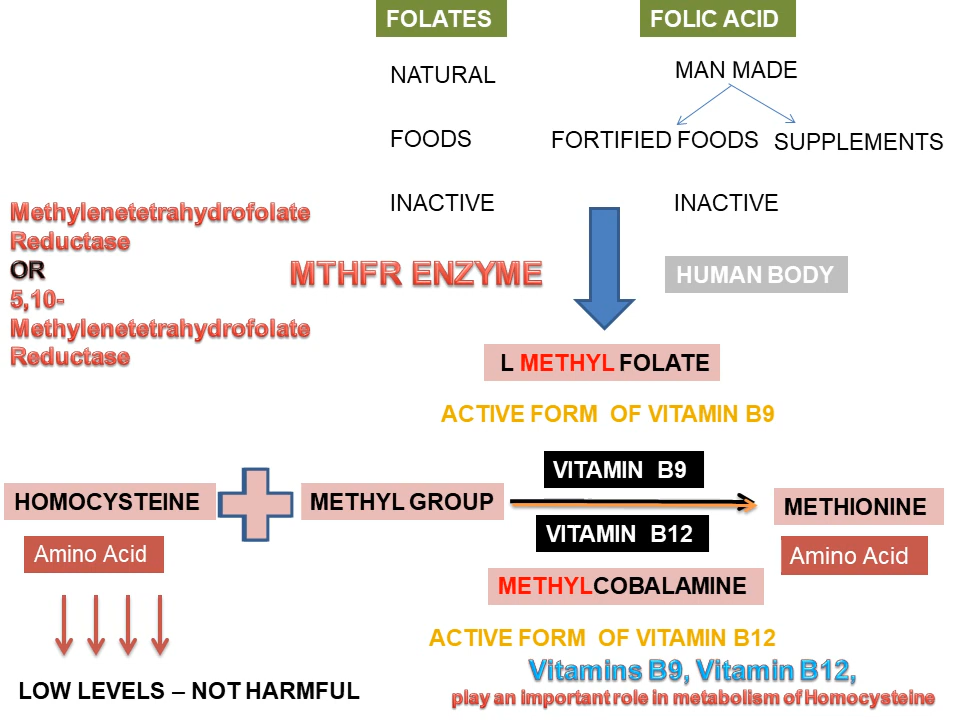 FOLATES
FOLIC ACID
NATURAL
MAN MADE
FOODS
FORTIFIED FOODS
SUPPLEMENTS
INACTIVE
INACTIVE
Methylenetetrahydrofolate
Reductase
OR
5,10-
Methylenetetrahydrofolate
Reductase
MTHFR ENZYME
HUMAN BODY
L METHYL FOLATE
ACTIVE FORM OF VITAMIN B9
VITAMIN B9
HOMOCYSTEINE
METHYL GROUP
METHIONINE
VITAMIN B12
Amino Acid
Amino Acid
METHYLCOBALAMINE
ACTIVE FORM OF VITAMIN B12
Vitamins B9, Vitamin B12,
play an important role in metabolism of Homocysteine
LOW LEVELS – NOT HARMFUL